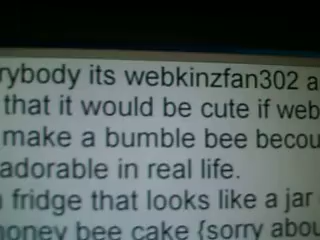 rybody its webkinzfan302 a
that it would be cute if web
make a bumble bee becou
adorable in real life.
fridge that looks like a jar
honey bee cake {sorry abou